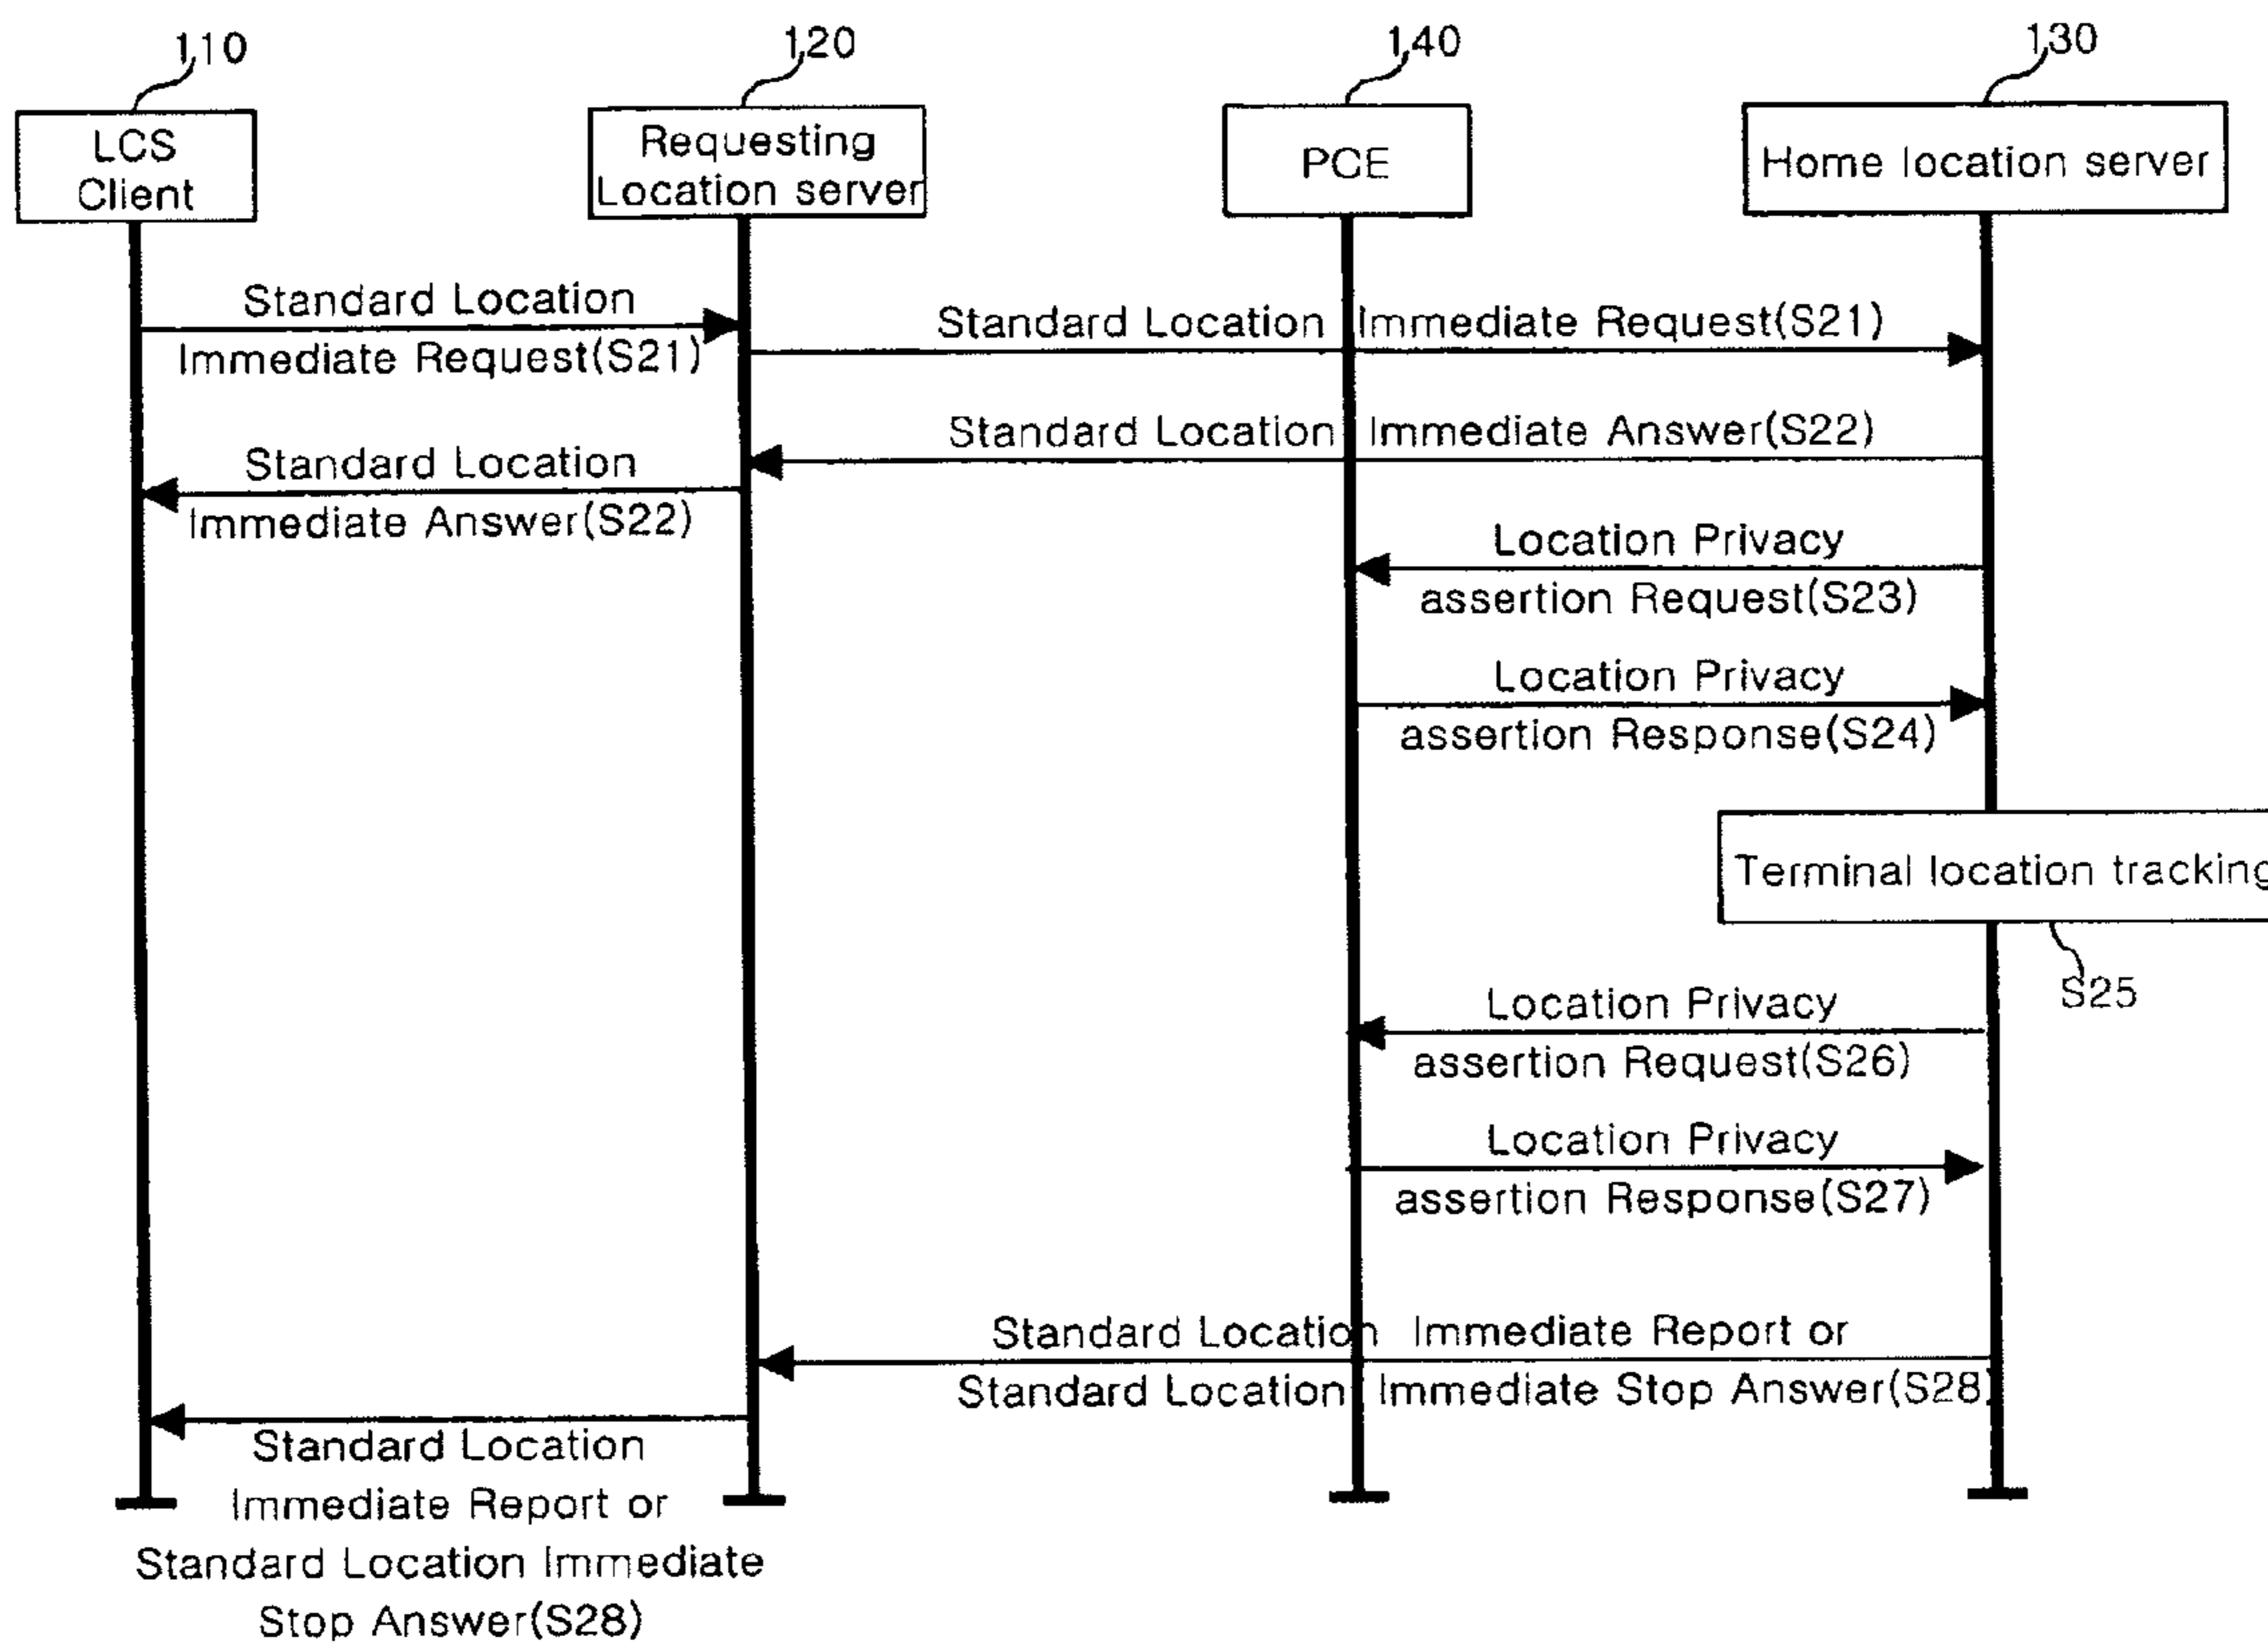 110
120
140
130
LCS
Client
Requesting
Location server
PCE
Home location server
Standard Location
Immediate Request(S21)
Standard Location Immediate Request(S21)
Standard Location Immediate Answer(S22)
Standard Location
Immediate Answer(S22)
Location Privacy
assertion Request(S23)
Location Privacy
assertion Response(S24)
Terminal location tracking
S25
Location Privacy
assertion Request(S26)
Location Privacy
assertion Response(S27)
Standard Location Immediate Report or
Standard Location Immediate Stop Answer(S28)
Standard Location
Immediate Report or
Standard Location Immediate
Stop Answer(S28)